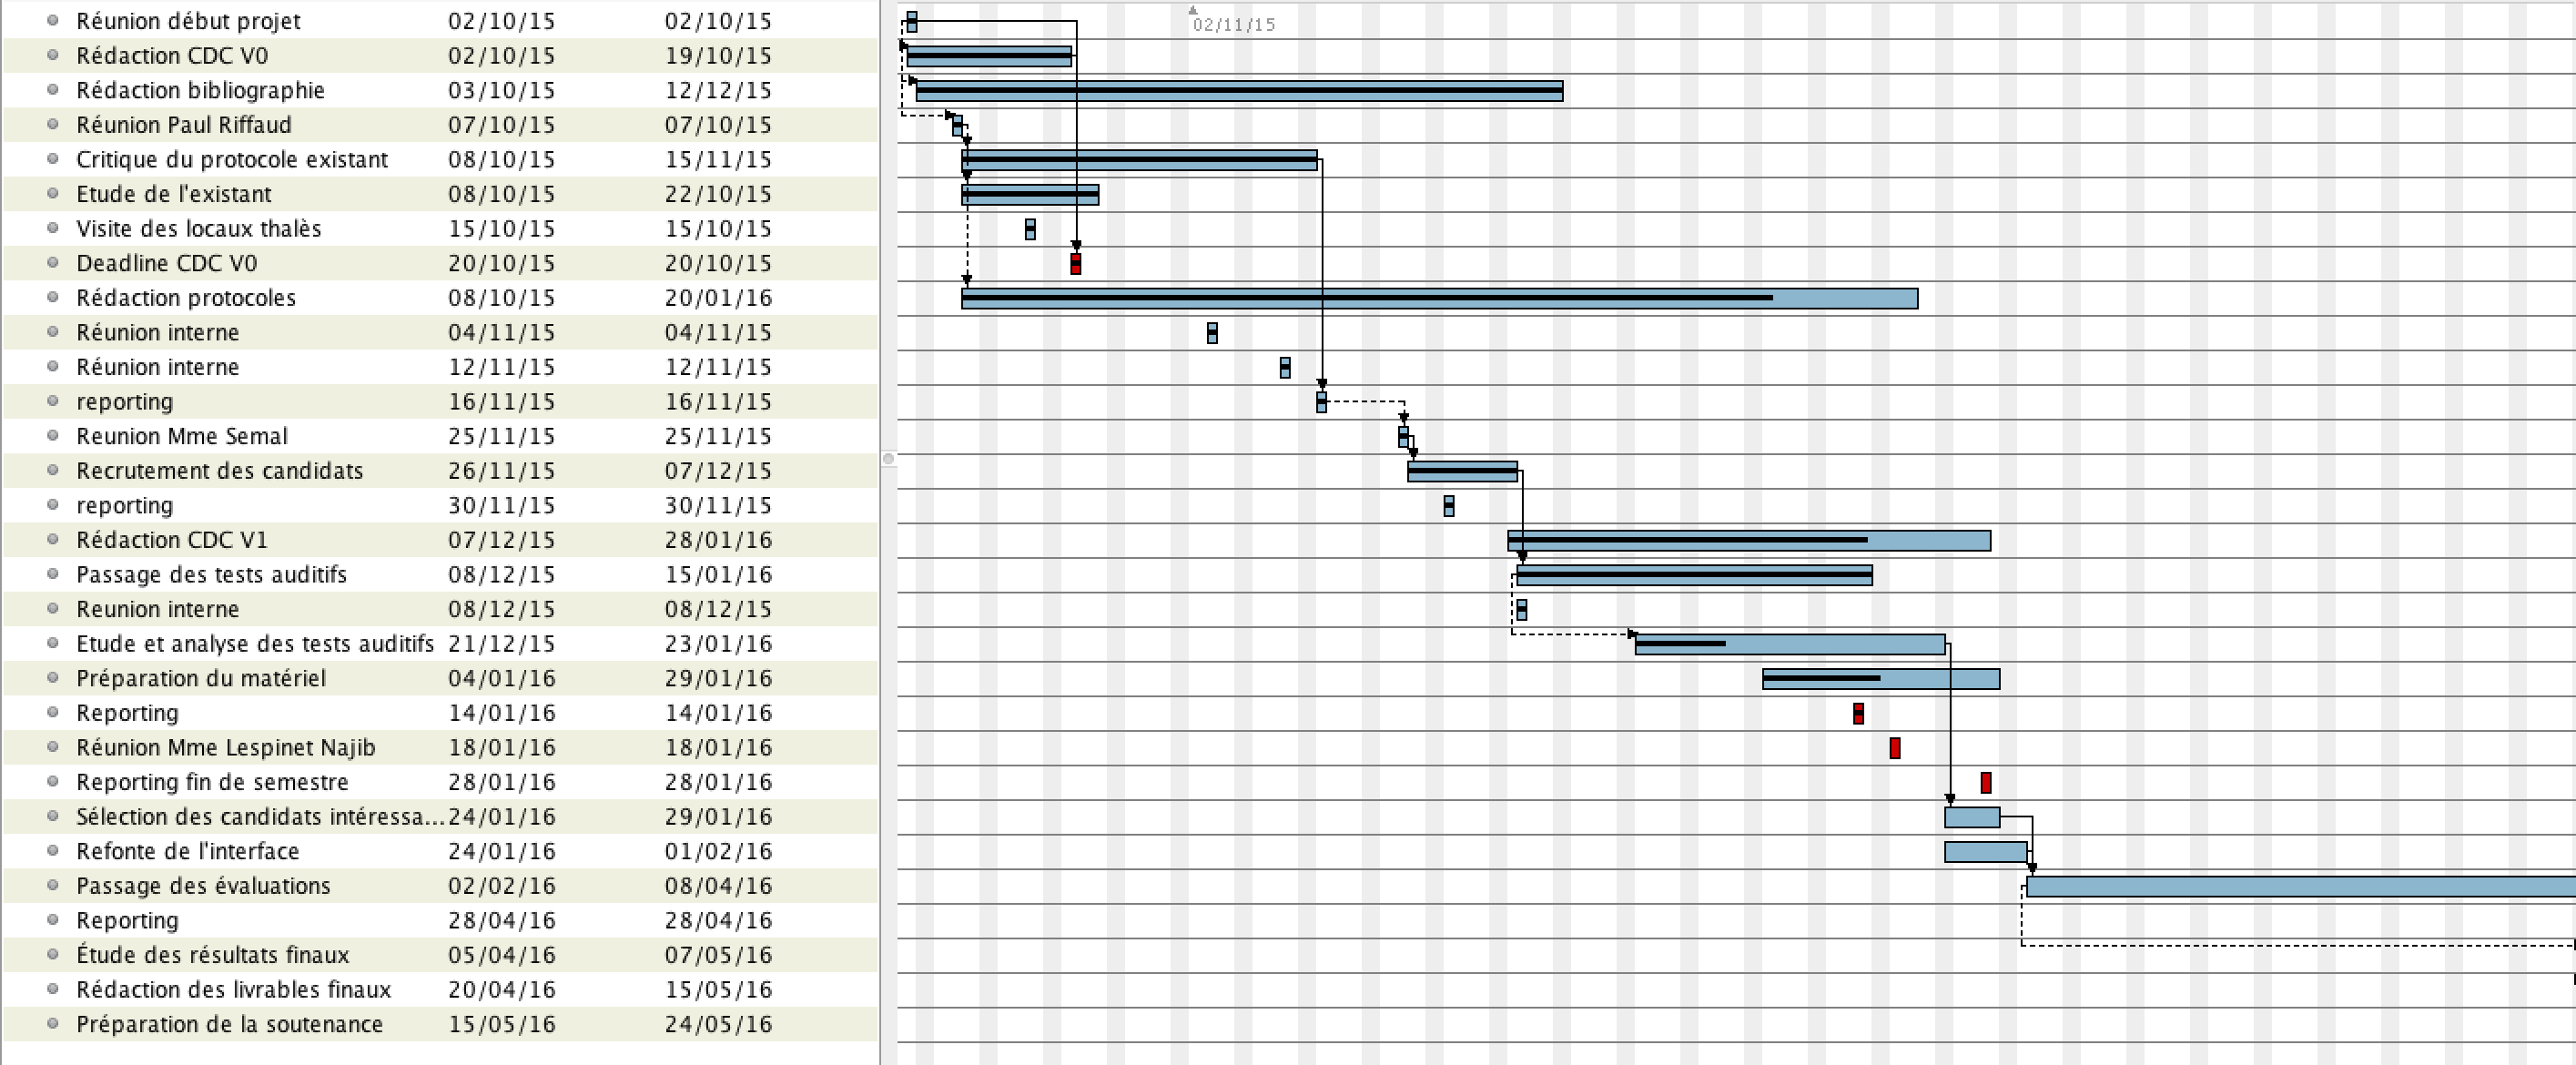 Réunion début projet 02/10/15 02/10/15
02/11/15
Rédaction CDC V0 02/10/15 19/10/15
Rédaction bibliographie 03/10/15 12/12/15
Réunion Paul Riffaud 07/10/15 07/10/15
Critique du protocole existant 08/10/15 15/11/15
Etude de l'existant 08/10/15 22/10/15
Visite des locaux thalès 15/10/15 15/10/15
Deadline CDC V0 20/10/15 20/10/15
Rédaction protocoles 08/10/15 20/01/16
Réunion interne 04/11/15 04/11/15
Réunion interne 12/11/15 12/11/15
reporting 16/11/15 16/11/15
Reunion Mme Semal 25/11/15 25/11/15
Recrutement des candidats 26/11/15 07/12/15
reporting 30/11/15 30/11/15
Rédaction CDC V1 07/12/15 28/01/16
Passage des tests auditifs 08/12/15 15/01/16
Reunion interne 08/12/15 08/12/15
Etude et analyse des tests auditifs 21/12/15 23/01/16
Préparation du matériel 04/01/16 29/01/16
Reporting 14/01/16 14/01/16
Réunion Mme Lespinet Najib 18/01/16 18/01/16
Reporting fin de semestre 28/01/16 28/01/16
Sélection des candidats intéressa... 24/01/16 29/01/16
Refonte de l'interface 24/01/16 01/02/16
Passage des évaluations 02/02/16 08/04/16
Reporting 28/04/16 28/04/16
Étude des résultats finaux 05/04/16 07/05/16
Rédaction des livrables finaux 20/04/16 15/05/16
Préparation de la soutenance 15/05/16 24/05/16